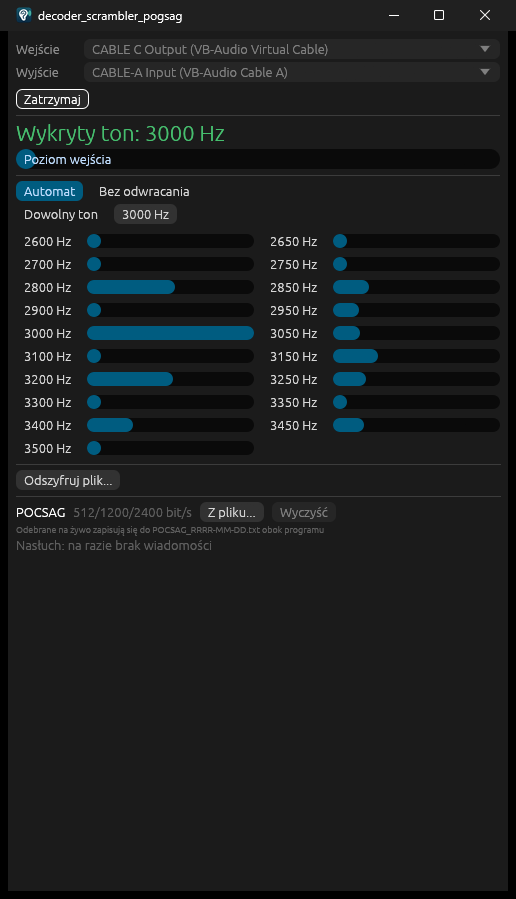 decoder_scrambler_pogsag
Wejście CABLE C Output (VB-Audio Virtual Cable)
Wyjście CABLE-A Input (VB-Audio Cable A)
Zatrzymaj
Wykryty ton: 3000 Hz
Poziom wejścia
Automat Bez odwracania
Dowolny ton 3000 Hz
2600 Hz 2650 Hz
2700 Hz 2750 Hz
2800 Hz 2850 Hz
2900 Hz 2950 Hz
3000 Hz 3050 Hz
3100 Hz 3150 Hz
3200 Hz 3250 Hz
3300 Hz 3350 Hz
3400 Hz 3450 Hz
3500 Hz
Odszyfruj plik...
POCSAG 512/1200/2400 bit/s Z pliku... Wyczyść
Odebrane na żywo zapisują się do POCSAG_RRRR-MM-DD.txt obok programu
Nasłuch: na razie brak wiadomości